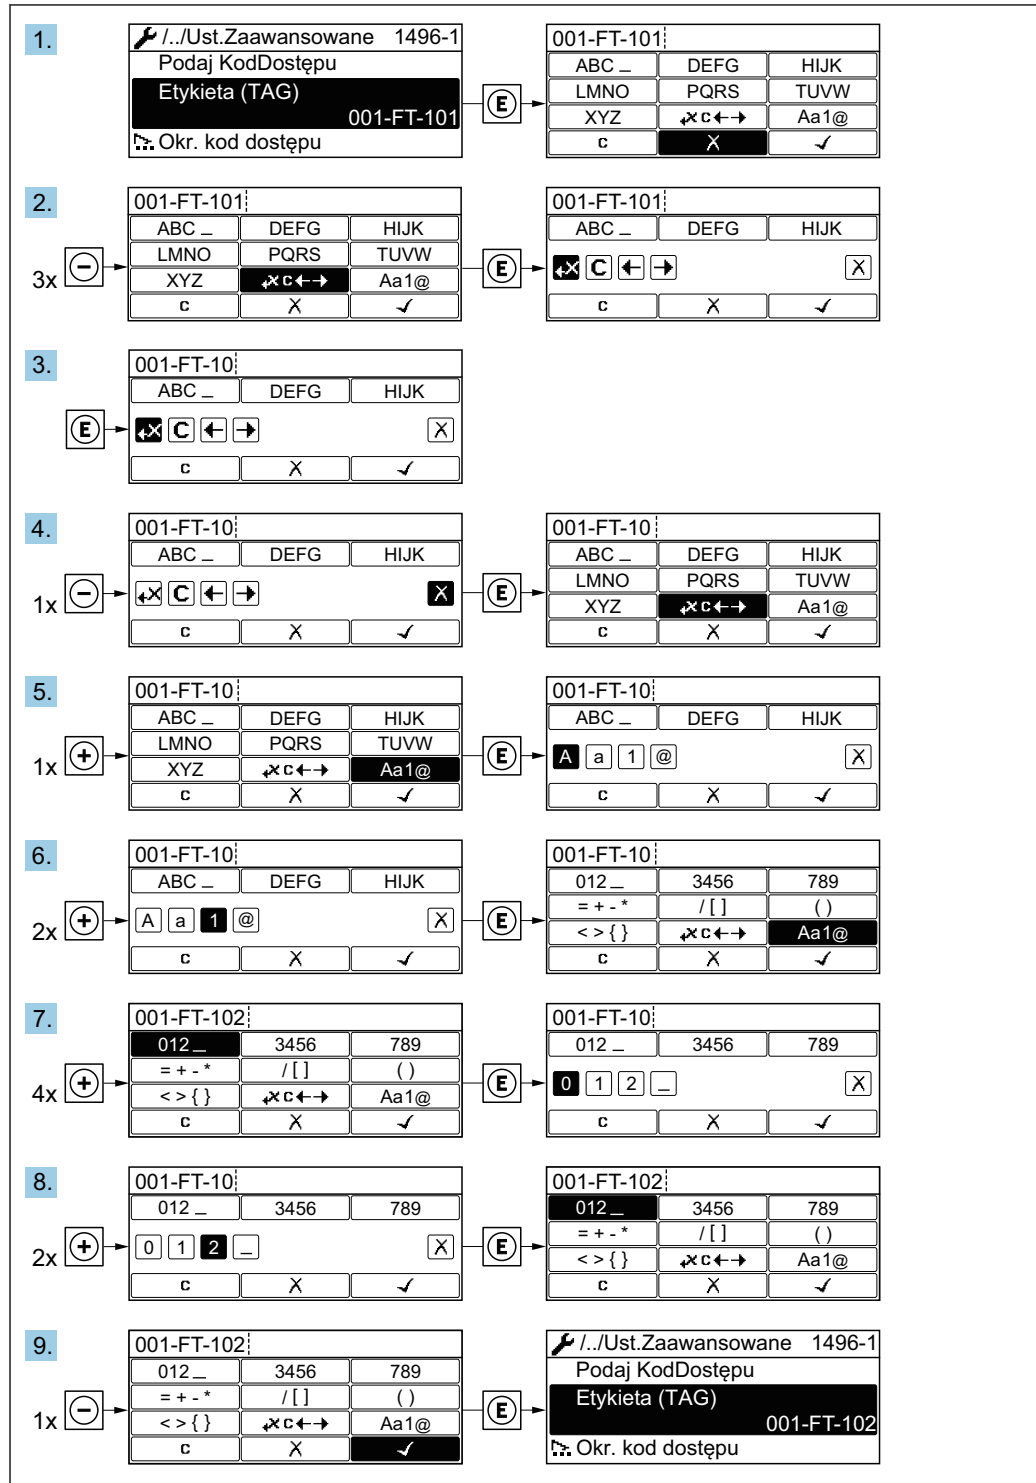 1.
/../Ust.Zaawansowane 1496-1
Podaj KodDostępu
Etykieta (TAG)
001-FT-101
Okr. kod dostępu
E
001-FT-101
ABC _ DEFG HIJK
LMNO PQRS TUVW
XYZ C Aa1@
C X ✓
2.
3x
001-FT-101
ABC _ DEFG HIJK
LMNO PQRS TUVW
XYZ C Aa1@
C X ✓
E
001-FT-101
ABC _ DEFG HIJK
X C ← → X
C X ✓
3.
E
001-FT-10
ABC _ DEFG HIJK
X C ← → X
C X ✓
4.
1x
001-FT-10
ABC _ DEFG HIJK
X C ← → X
C X ✓
E
001-FT-10
ABC _ DEFG HIJK
LMNO PQRS TUVW
XYZ C Aa1@
C X ✓
5.
1x
001-FT-10
ABC _ DEFG HIJK
LMNO PQRS TUVW
XYZ C Aa1@
C X ✓
E
001-FT-10
ABC _ DEFG HIJK
A a 1 @ X
C X ✓
6.
2x
001-FT-10
ABC _ DEFG HIJK
A a 1 @ X
C X ✓
E
001-FT-10
012 _ 3456 789
= + - * / [ ] ( )
< > { } C Aa1@
C X ✓
7.
4x
001-FT-102
012 _ 3456 789
= + - * / [ ] ( )
< > { } C Aa1@
C X ✓
E
001-FT-10
012 _ 3456 789
0 1 2 _ X
C X ✓
8.
2x
001-FT-10
012 _ 3456 789
0 1 2 _ X
C X ✓
E
001-FT-102
012 _ 3456 789
= + - * / [ ] ( )
< > { } C Aa1@
C X ✓
9.
1x
001-FT-102
012 _ 3456 789
= + - * / [ ] ( )
< > { } C Aa1@
C X ✓
E
/../Ust.Zaawansowane 1496-1
Podaj KodDostępu
Etykieta (TAG)
001-FT-102
Okr. kod dostępu